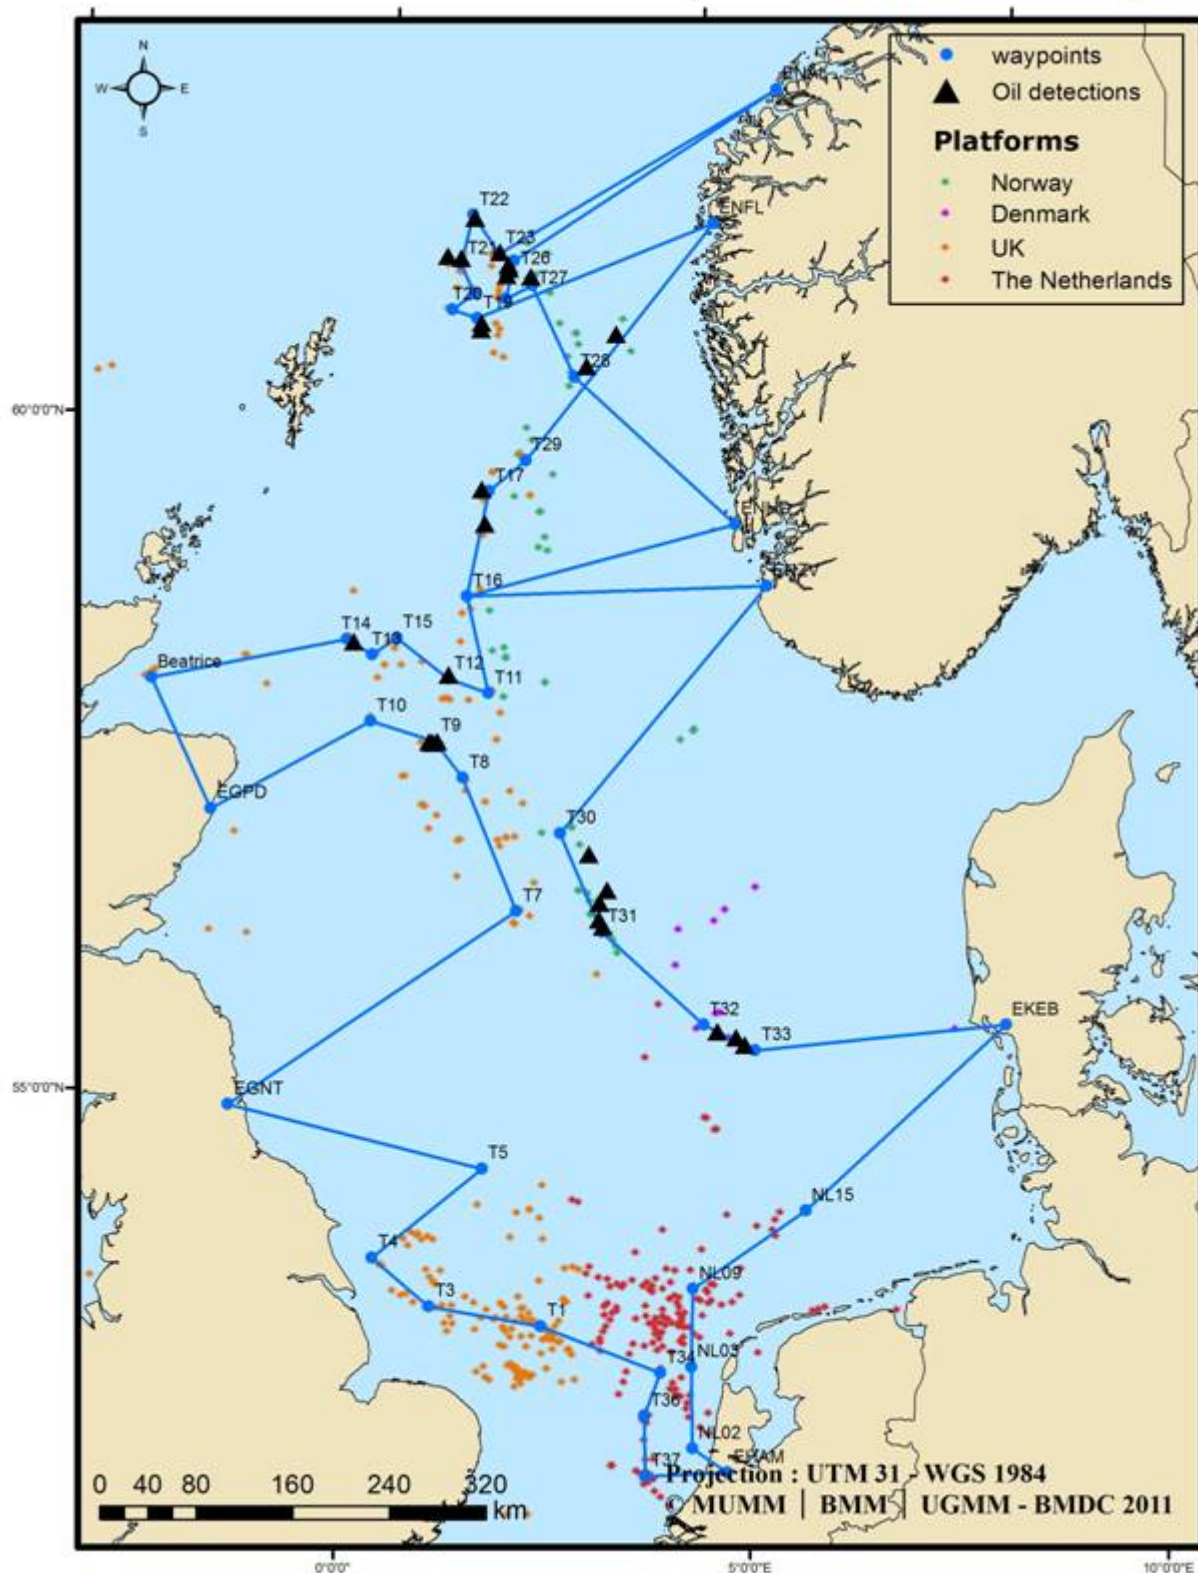 N
W E
S
waypoints
Oil detections
Platforms
Norway
Denmark
UK
The Netherlands
ENFL
T22
T23
T21
T26
T27
T20
T19
T28
60°0'0"N
T29
T17
T16
T14
T15
T13
Beatrice
T12
T11
T10
T9
T8
EGPD
T30
T7
T31
T32
EKEB
T33
55°0'0"N
EGNT
T5
NL15
T4
NL09
T3
T1
NL03
T34
T36
NL02
T37
EHAM
Projection : UTM 31 - WGS 1984
0 40 80 160 240 320
km
© MUMM | BMM | UGMM - BMDC 2011
0°0'0"
5°0'0"E
10°0'0"E